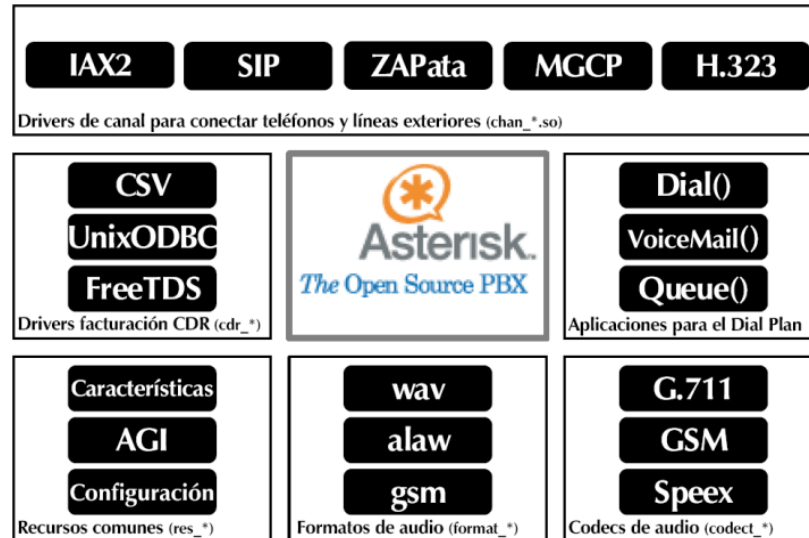 IAX2 SIP ZAPata MGCP H.323
Drivers de canal para conectar teléfonos y líneas exteriores (chan_*.so)
CSV
UnixODBC
FreeTDS
Drivers facturación CDR (cdr_*)
Asterisk.
The Open Source PBX
Dial()
VoiceMail()
Queue()
Aplicaciones para el Dial Plan
Características
AGI
Configuración
Recursos comunes (res_*)
wav
alaw
gsm
Formatos de audio (format_*)
G.711
GSM
Speex
Codecs de audio (codect_*)